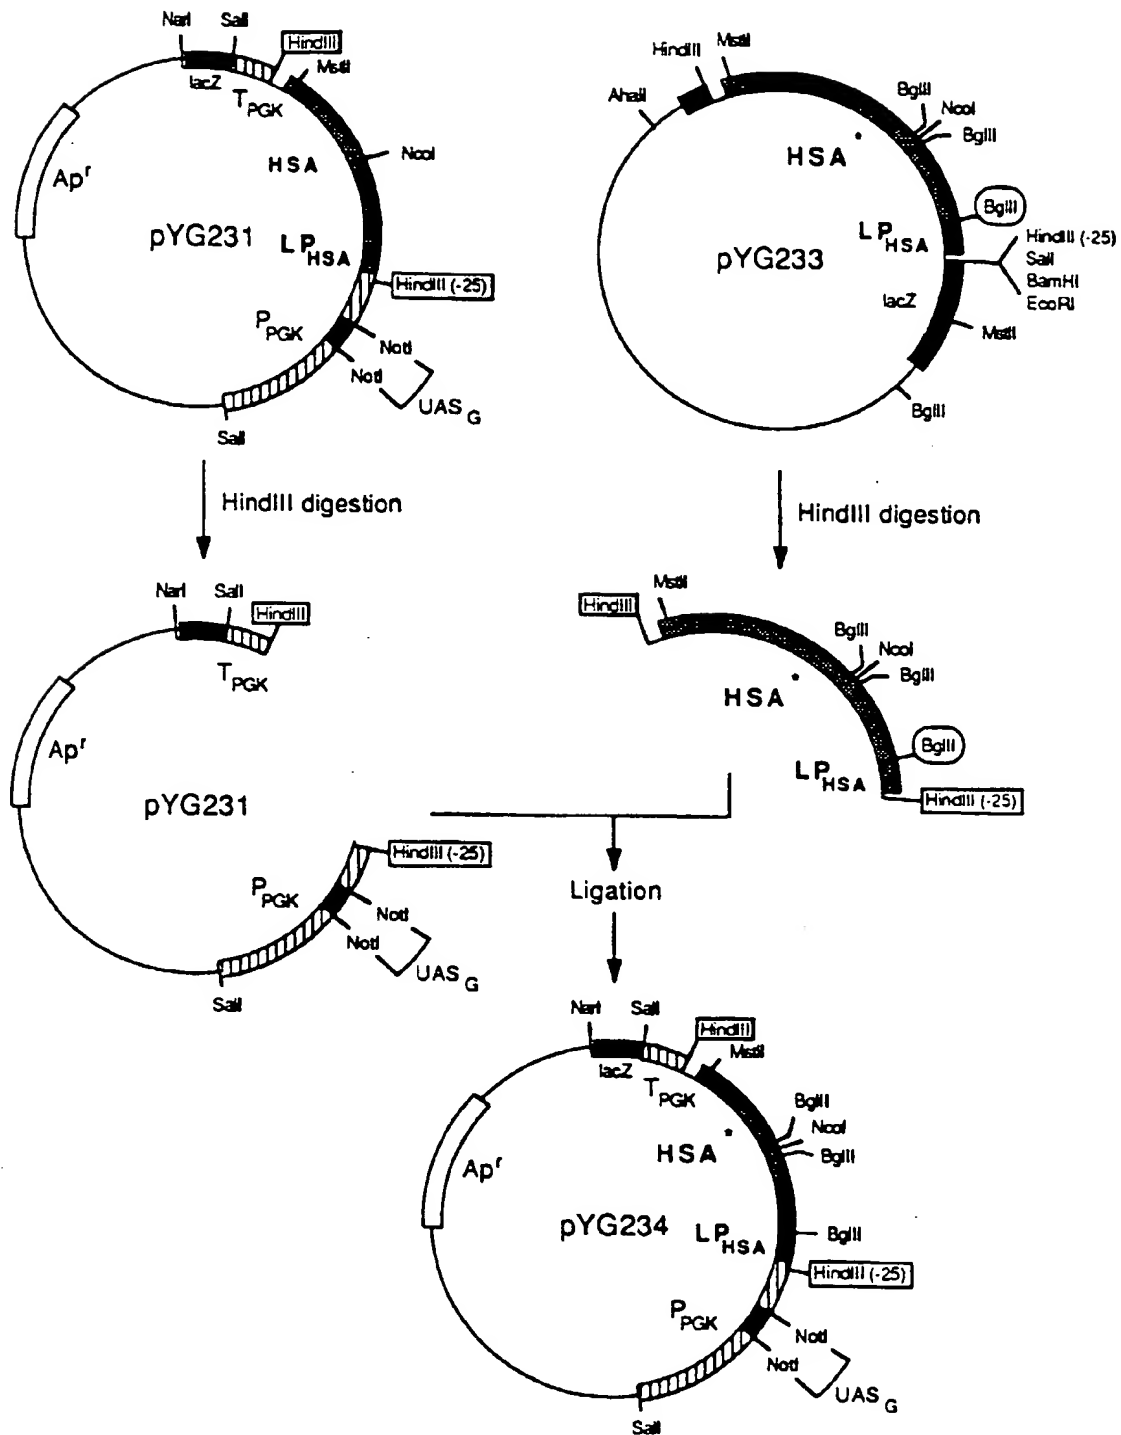 NarI
SalI
HindIII
MstII
lacZ
T PGK
Ap r
HSA
NcoI
pYG231
LP HSA
HindIII (-25)
P PGK
NotI
NotI
UAS G
SalI
HindIII
MstII
AhaII
BglII
NcoI
BglII
HSA *
BglII
LP HSA
pYG233
HindIII (-25)
SalI
BamHI
EcoRI
lacZ
MstII
BglII
HindIII digestion
HindIII digestion
NarI
SalI
HindIII
T PGK
Ap r
pYG231
HindIII (-25)
P PGK
NotI
NotI
UAS G
SalI
MstII
HindIII
BglII
NcoI
BglII
HSA *
BglII
LP HSA
HindIII (-25)
Ligation
NarI
SalI
HindIII
MstII
lacZ
T PGK
BglII
NcoI
BglII
HSA *
Ap r
pYG234
LP HSA
BglII
HindIII (-25)
P PGK
NotI
NotI
UAS G
SalI